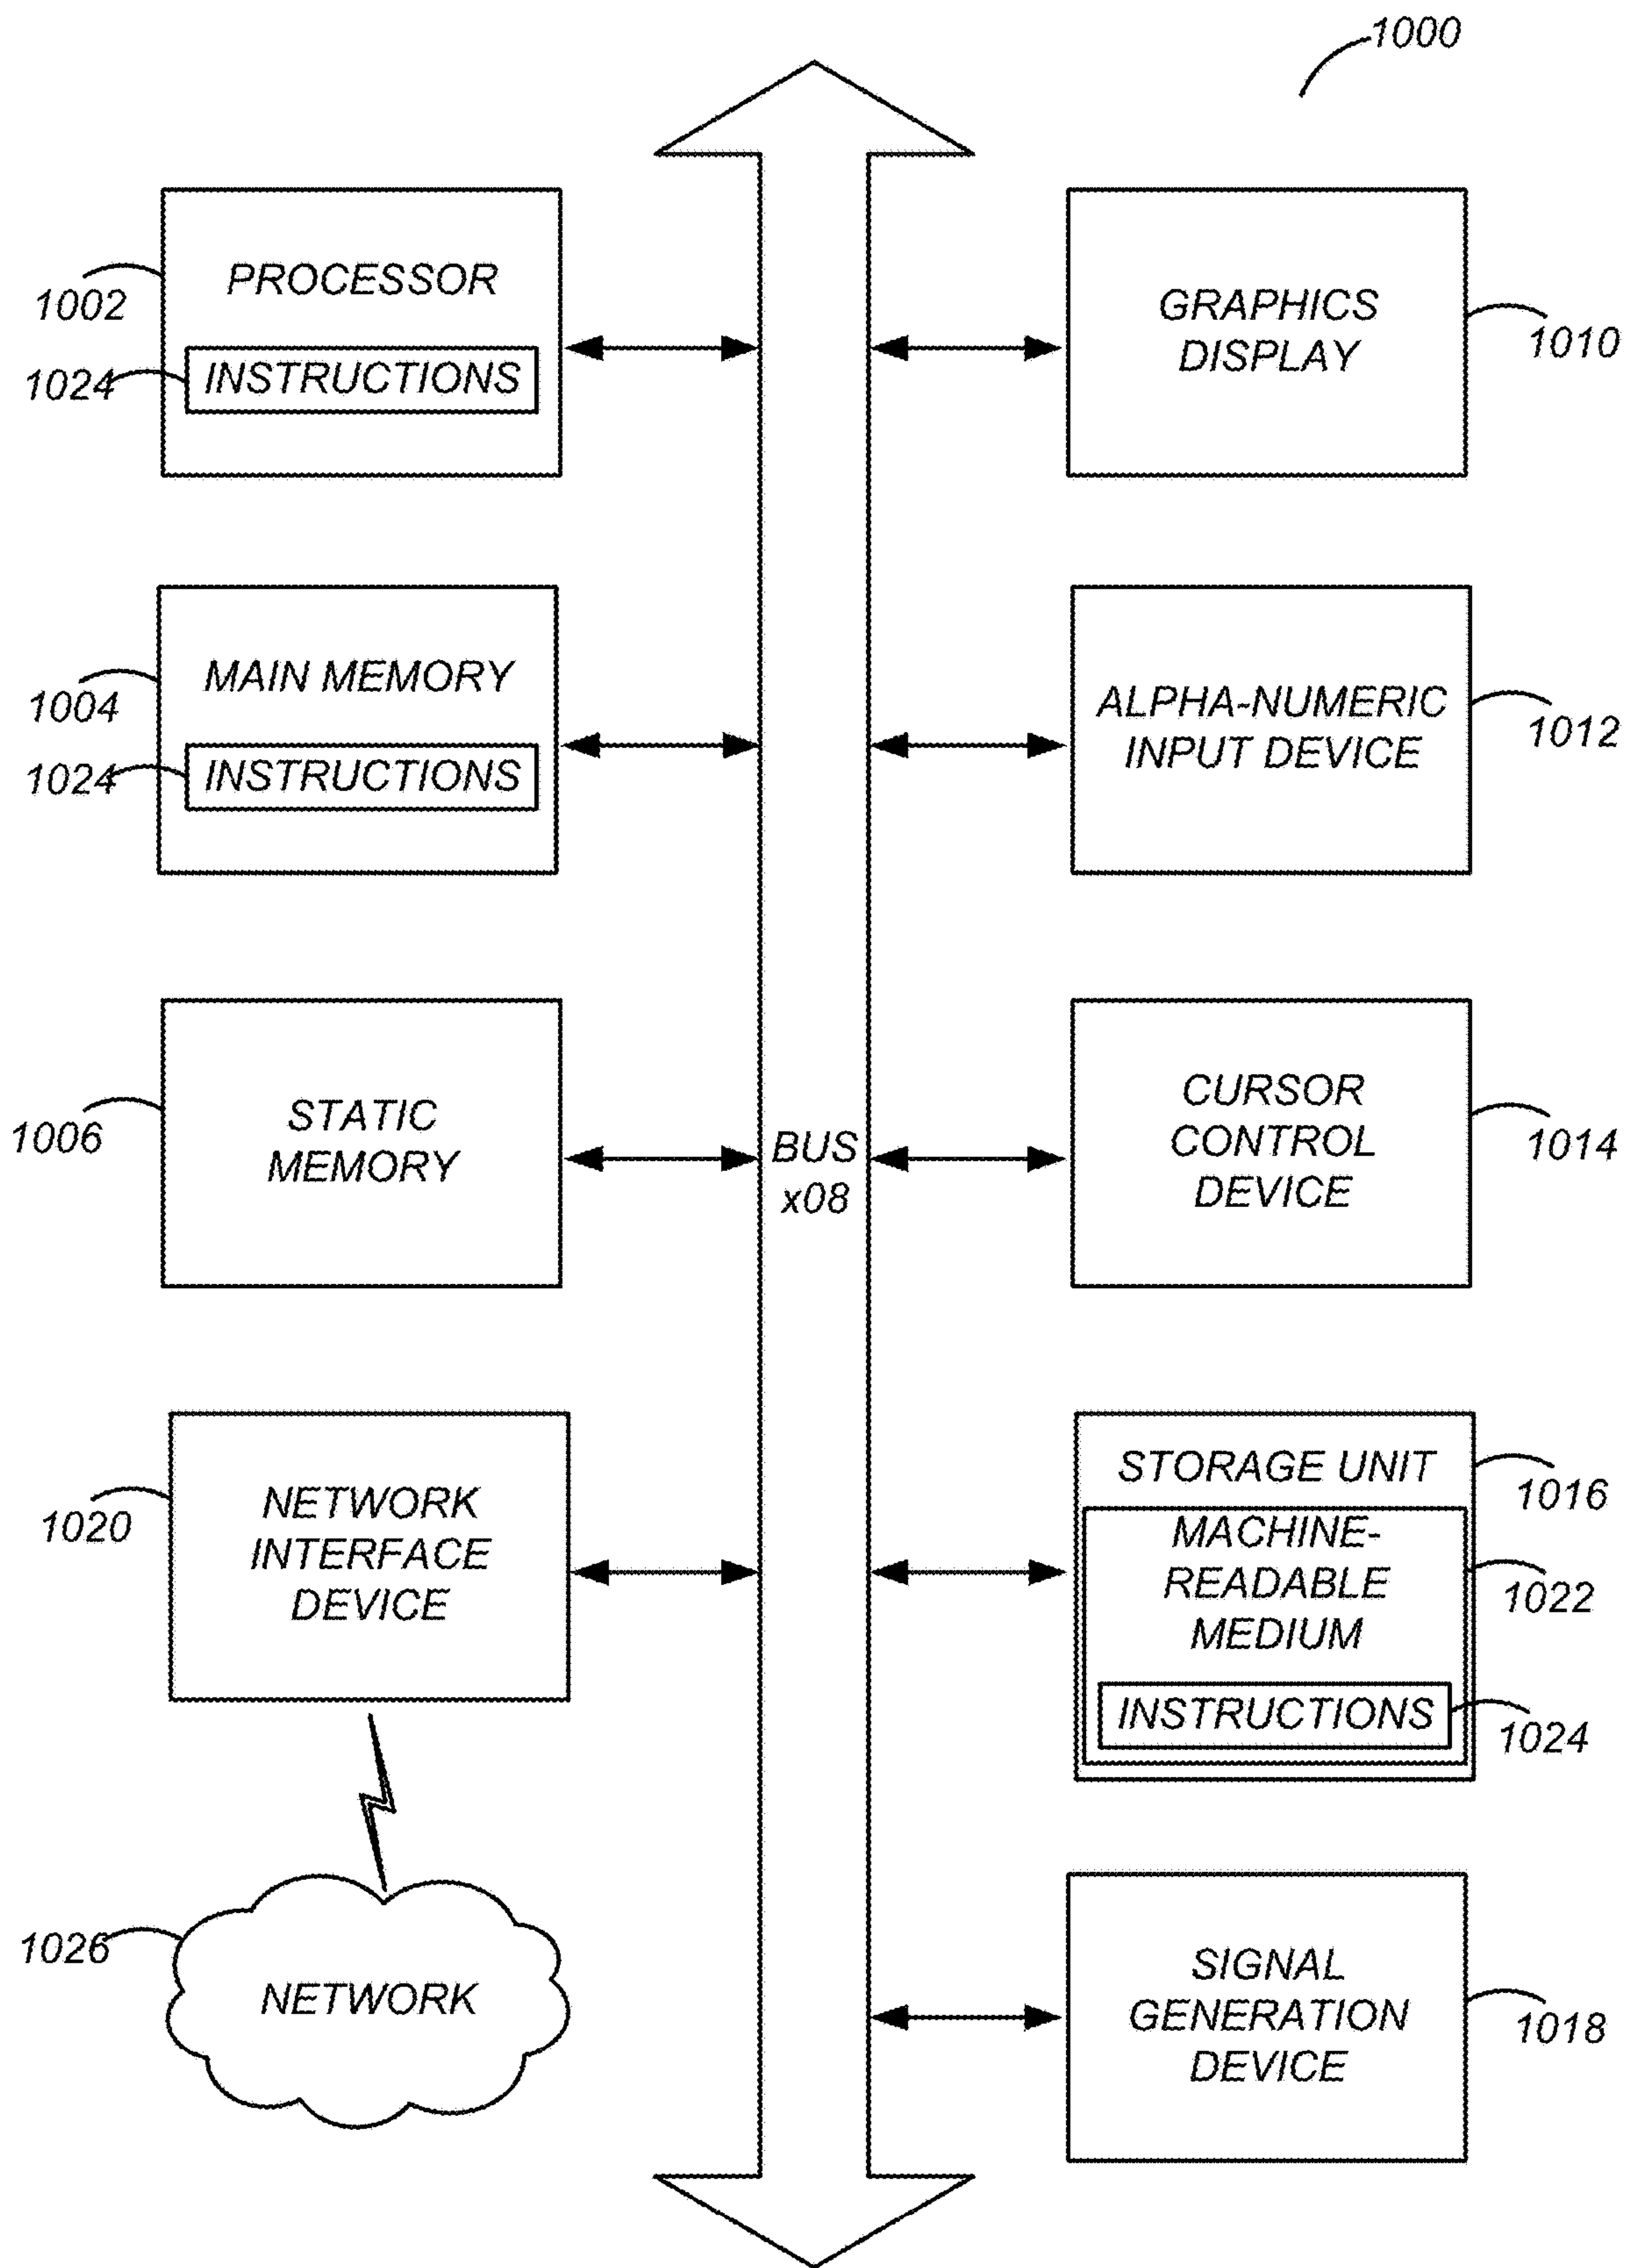 1000
PROCESSOR
1002
1024
INSTRUCTIONS
GRAPHICS
DISPLAY
1010
MAIN MEMORY
1004
1024
INSTRUCTIONS
ALPHA-NUMERIC
INPUT DEVICE
1012
STATIC
MEMORY
1006
BUS
x08
CURSOR
CONTROL
DEVICE
1014
NETWORK
INTERFACE
DEVICE
1020
STORAGE UNIT
1016
MACHINE-
READABLE
MEDIUM
1022
INSTRUCTIONS
1024
1026
NETWORK
SIGNAL
GENERATION
DEVICE
1018